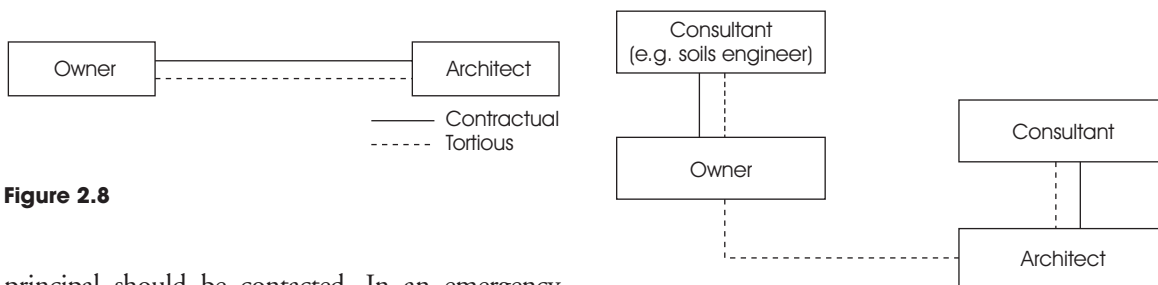 Owner
Architect
Contractual
Tortious
Figure 2.8
principal should be contacted. In an emergency
Consultant
(e.g. soils engineer)
Owner
Consultant
Architect